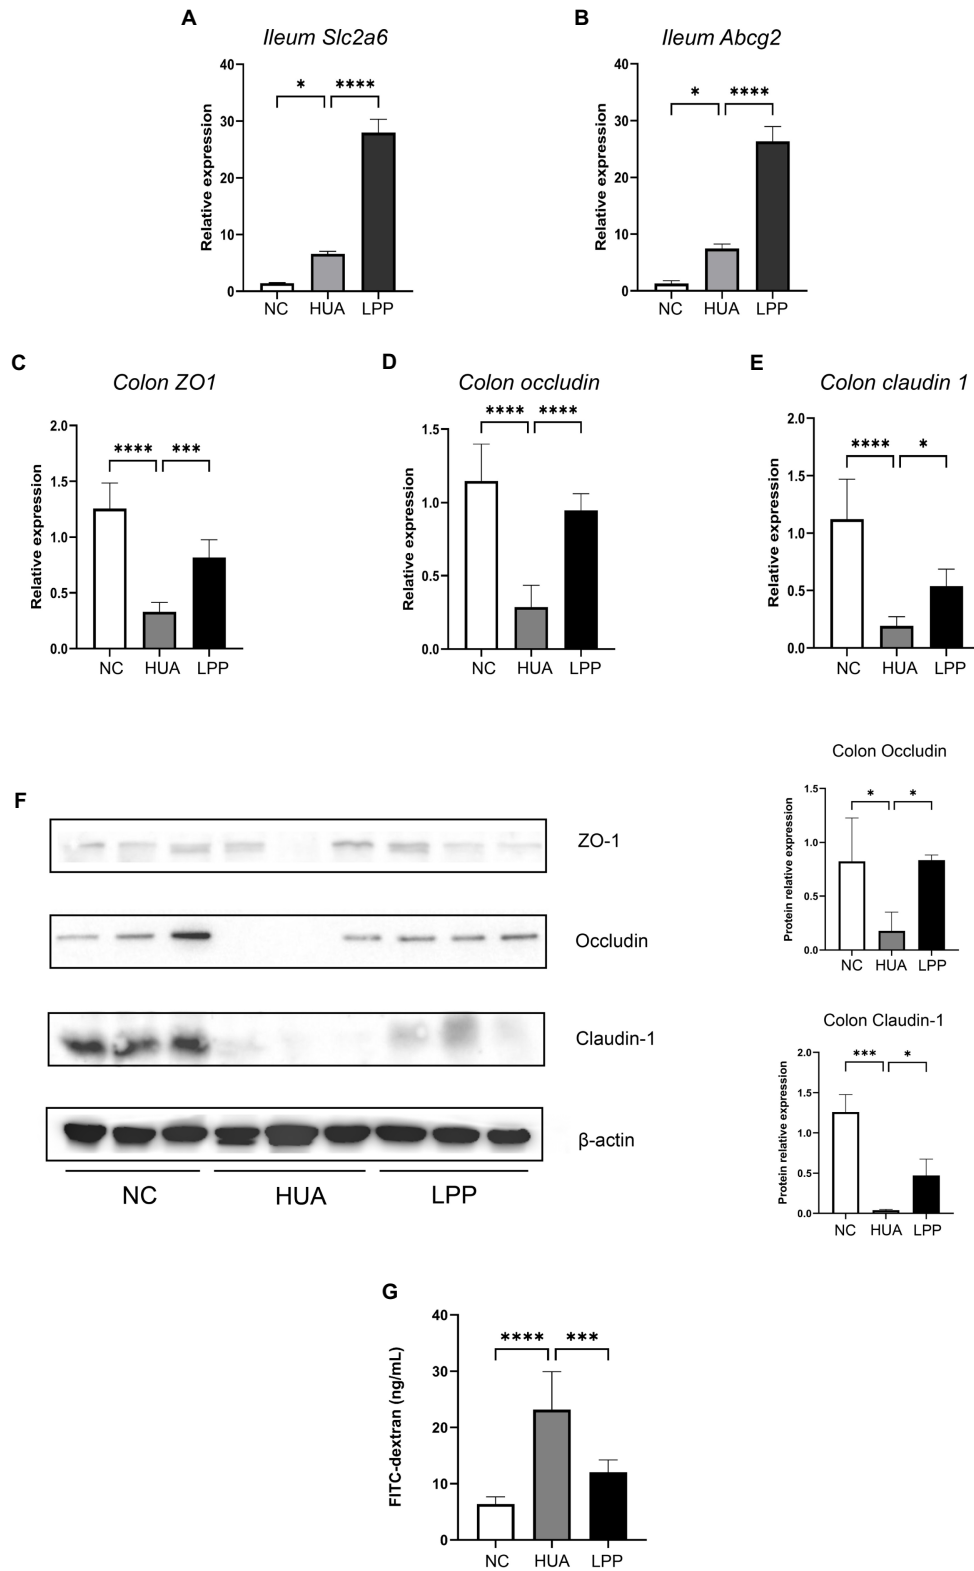 A
Ileum Slc2a6
Relative expression
40
30
20
10
0
* ****
NC HUA LPP
B
Ileum Abcg2
Relative expression
40
30
20
10
0
* ****
NC HUA LPP
C
Colon ZO1
Relative expression
2.0
1.5
1.0
0.5
0.0
**** ***
NC HUA LPP
D
Colon occludin
Relative expression
1.5
1.0
0.5
0.0
**** ****
NC HUA LPP
E
Colon claudin 1
Relative expression
2.0
1.5
1.0
0.5
0.0
**** *
NC HUA LPP
F
ZO-1
Occludin
Claudin-1
β-actin
NC HUA LPP
Colon Occludin
Protein relative expression
1.5
1.0
0.5
0.0
* *
NC HUA LPP
Colon Claudin-1
Protein relative expression
2.0
1.5
1.0
0.5
0.0
*** *
NC HUA LPP
G
FITC-dextran (ng/mL)
40
30
20
10
0
**** ***
NC HUA LPP